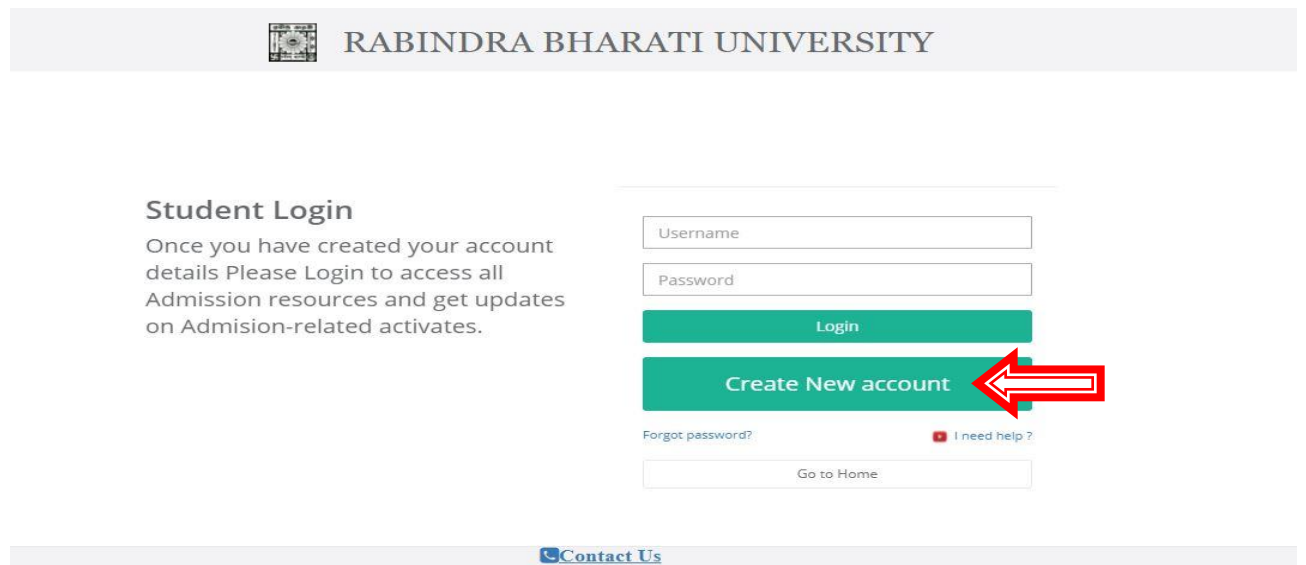 RABINDRA BHARATI UNIVERSITY
Student Login
Once you have created your account
details Please Login to access all
Admission resources and get updates
on Admision-related activates.
Username
Password
Login
Create New account
Forgot password?
I need help ?
Go to Home
Contact Us